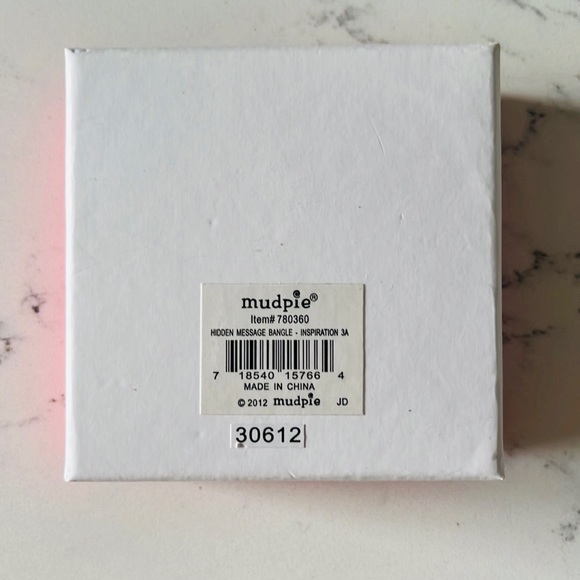 mudpie®
Item# 780360
HIDDEN MESSAGE BANGLE - INSPIRATION 3A
7 18540 15766 4
MADE IN CHINA
© 2012 mudpie JD
30612